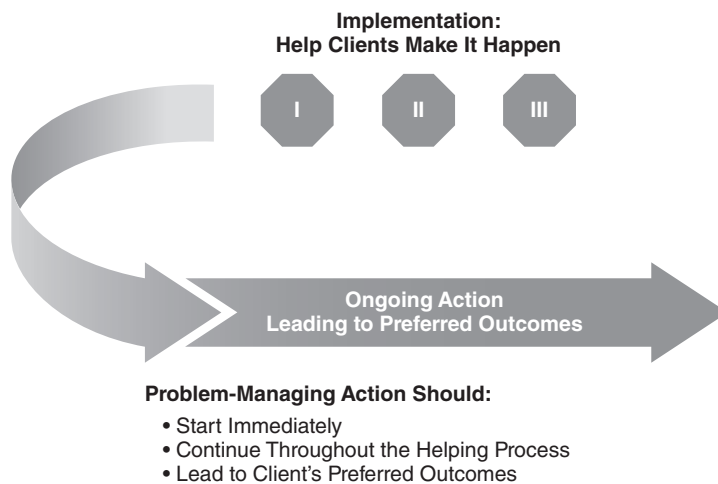 Implementation:
Help Clients Make It Happen
I II III
Ongoing Action
Leading to Preferred Outcomes
Problem-Managing Action Should:
• Start Immediately
• Continue Throughout the Helping Process
• Lead to Client's Preferred Outcomes